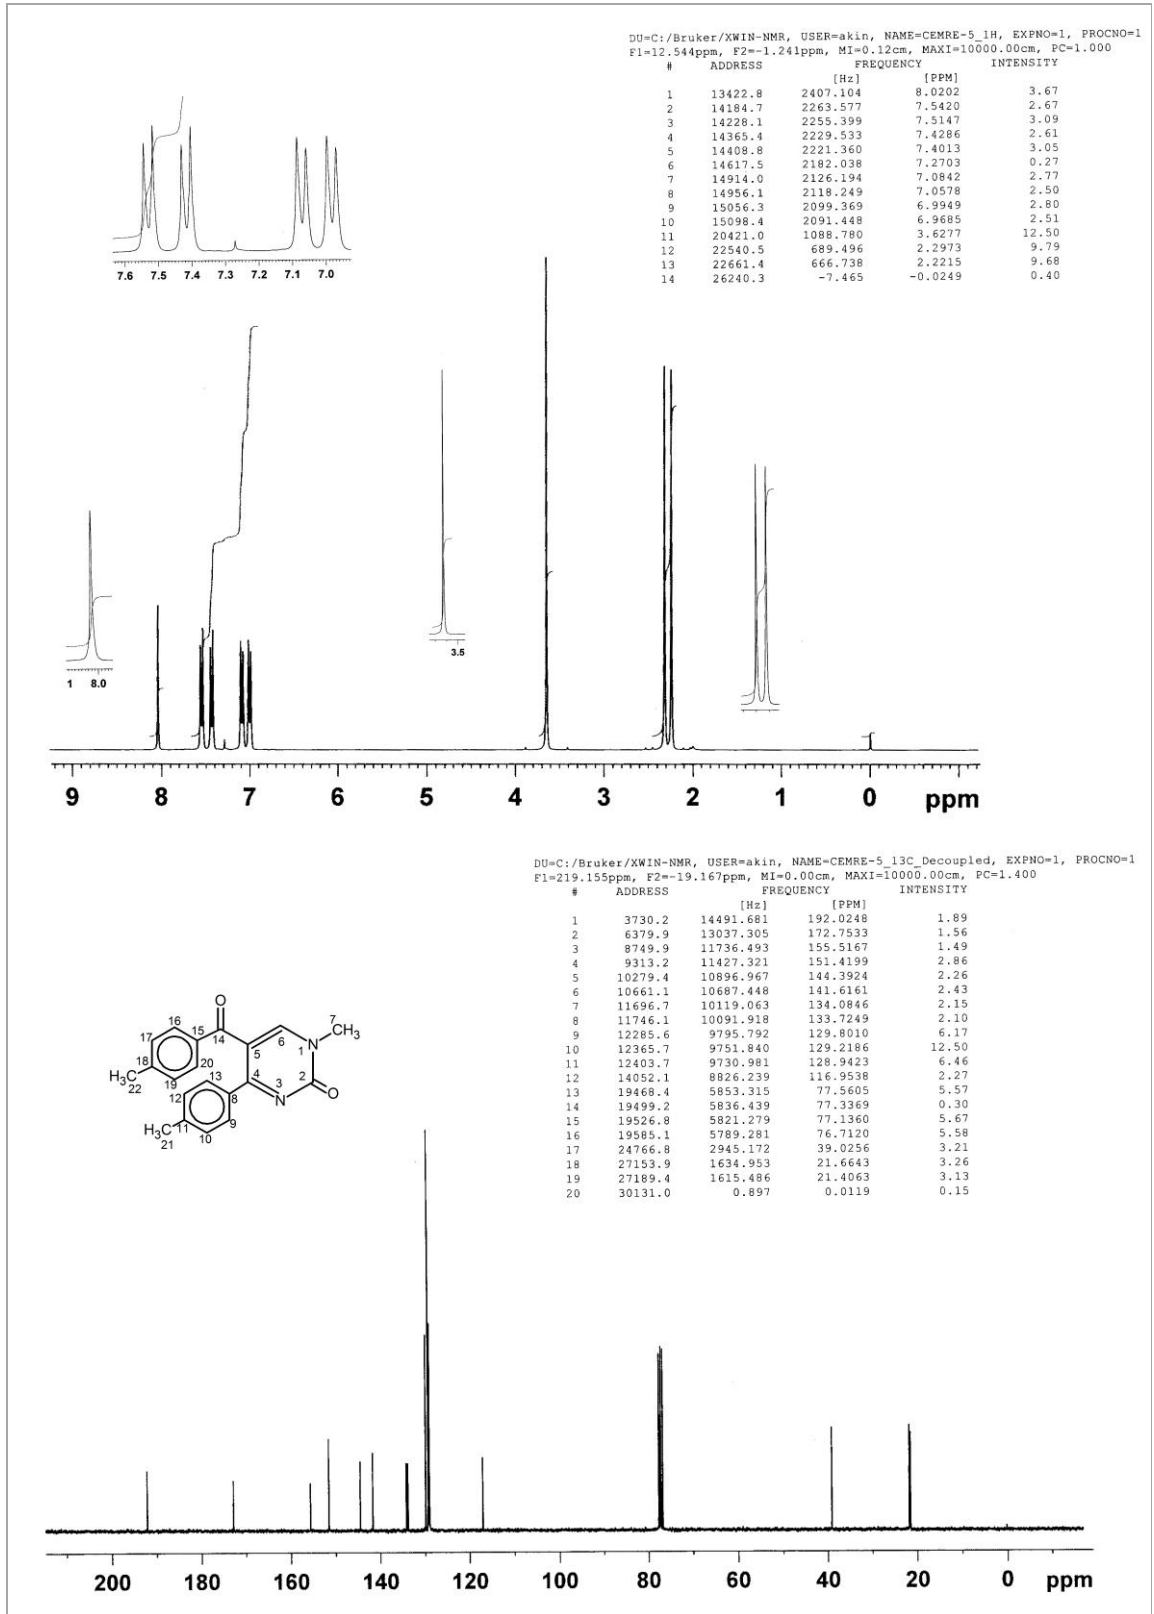 DU=C:/Bruker/XWIN-NMR, USER=akin, NAME=CEMRE-5_1H, EXPNO=1, PROCNO=1
F1=12.544ppm, F2=-1.241ppm, MI=0.12cm, MAXI=10000.00cm, PC=1.000
# ADDRESS FREQUENCY INTENSITY
[Hz] [PPM]
1 13422.8 2407.104 8.0202 3.67
2 14184.7 2263.577 7.5420 2.67
3 14228.1 2255.399 7.5147 3.09
4 14365.4 2229.533 7.4286 2.61
5 14408.8 2221.360 7.4013 3.05
6 14617.5 2182.038 7.2703 0.27
7 14914.0 2126.194 7.0842 2.77
8 14956.1 2118.249 7.0578 2.50
9 15056.3 2099.369 6.9949 2.80
10 15098.4 2091.448 6.9685 2.51
11 20421.0 1088.780 3.6277 12.50
12 22540.5 689.496 2.2973 9.79
13 22661.4 666.738 2.2215 9.68
14 26240.3 -7.465 -0.0249 0.40
7.6 7.5 7.4 7.3 7.2 7.1 7.0
1 8.0
3.5
9 8 7 6 5 4 3 2 1 0 ppm
DU=C:/Bruker/XWIN-NMR, USER=akin, NAME=CEMRE-5_13C_Decoupled, EXPNO=1, PROCNO=1
F1=219.155ppm, F2=-19.167ppm, MI=0.00cm, MAXI=10000.00cm, PC=1.400
# ADDRESS FREQUENCY INTENSITY
[Hz] [PPM]
1 3730.2 14491.681 192.0248 1.89
2 6379.9 13037.305 172.7533 1.56
3 8749.9 11736.493 155.5167 1.49
4 9313.2 11427.321 151.4199 2.86
5 10279.4 10896.967 144.3924 2.26
6 10661.1 10687.448 141.6161 2.43
7 11696.7 10119.063 134.0846 2.15
8 11746.1 10091.918 133.7249 2.10
9 12285.6 9795.792 129.8010 6.17
10 12365.7 9751.840 129.2186 12.50
11 12403.7 9730.981 128.9423 6.46
12 14052.1 8826.239 116.9538 2.27
13 19468.4 5853.315 77.5605 5.57
14 19499.2 5836.439 77.3369 0.30
15 19526.8 5821.279 77.1360 5.67
16 19585.1 5789.281 76.7120 5.58
17 24766.8 2945.172 39.0256 3.21
18 27153.9 1634.953 21.6643 3.26
19 27189.4 1615.486 21.4063 3.13
20 30131.0 0.897 0.0119 0.15
O
16 7 CH3
17 15 14 6 N 1
18 20 5
H3C 22 19 13 4 3 2
12 8 N O
11 9
H3C 21 10
200 180 160 140 120 100 80 60 40 20 0 ppm